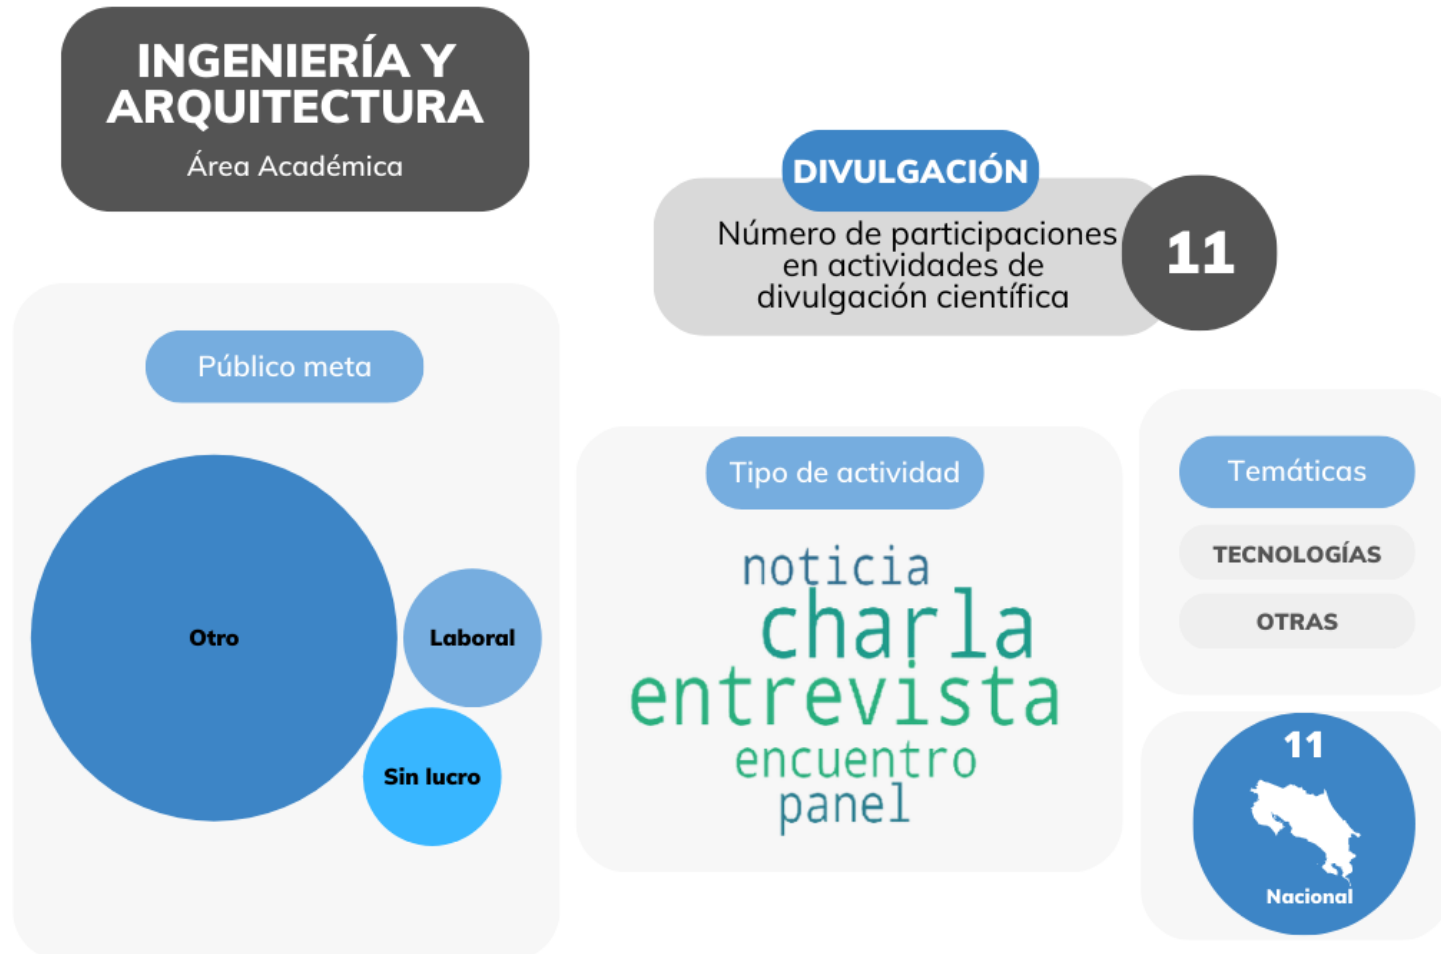 INGENIERÍA Y
ARQUITECTURA
Área Académica
DIVULGACIÓN
Número de participaciones
en actividades de
divulgación científica
11
Público meta
Otro
Laboral
Sin lucro
Tipo de actividad
noticia
charla
entrevista
encuentro
panel
Temáticas
TECNOLOGÍAS
OTRAS
11
Nacional